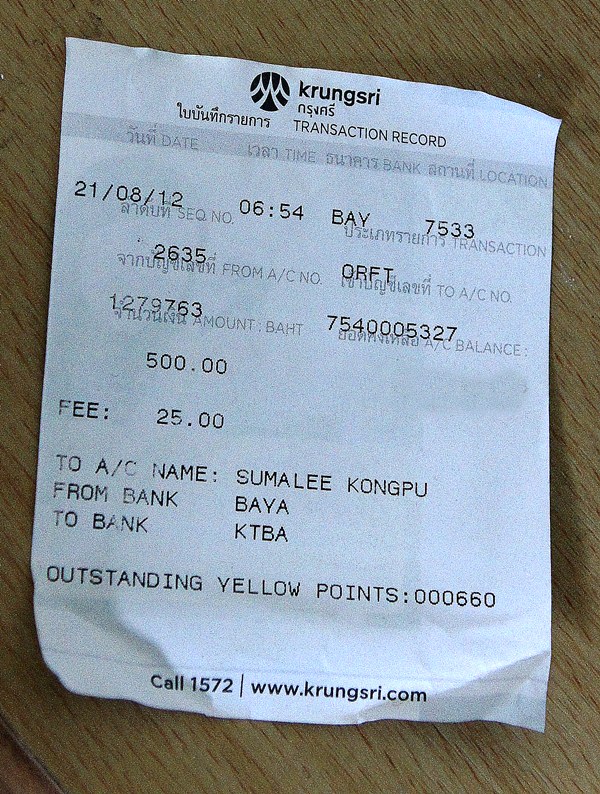 krungsri
กรุงศรี
ใบบันทึกรายการ TRANSACTION RECORD
วันที่ DATE เวลา TIME ธนาคาร BANK สถานที่ LOCATION
21/08/12 06:54 BAY 7533
ลำดับที่ SEQ. NO. ประเภทรายการ TRANSACTION
2635 ORFT
จากบัญชีเลขที่ FROM A/C NO. เข้าบัญชีเลขที่ TO A/C NO.
1279763 7540005327
จำนวนเงิน AMOUNT : BAHT ยอดคงเหลือ A/C BALANCE :
500.00
FEE: 25.00
TO A/C NAME: SUMALEE KONGPU
FROM BANK BAYA
TO BANK KTBA
OUTSTANDING YELLOW POINTS:000660
Call 1572 | www.krungsri.com